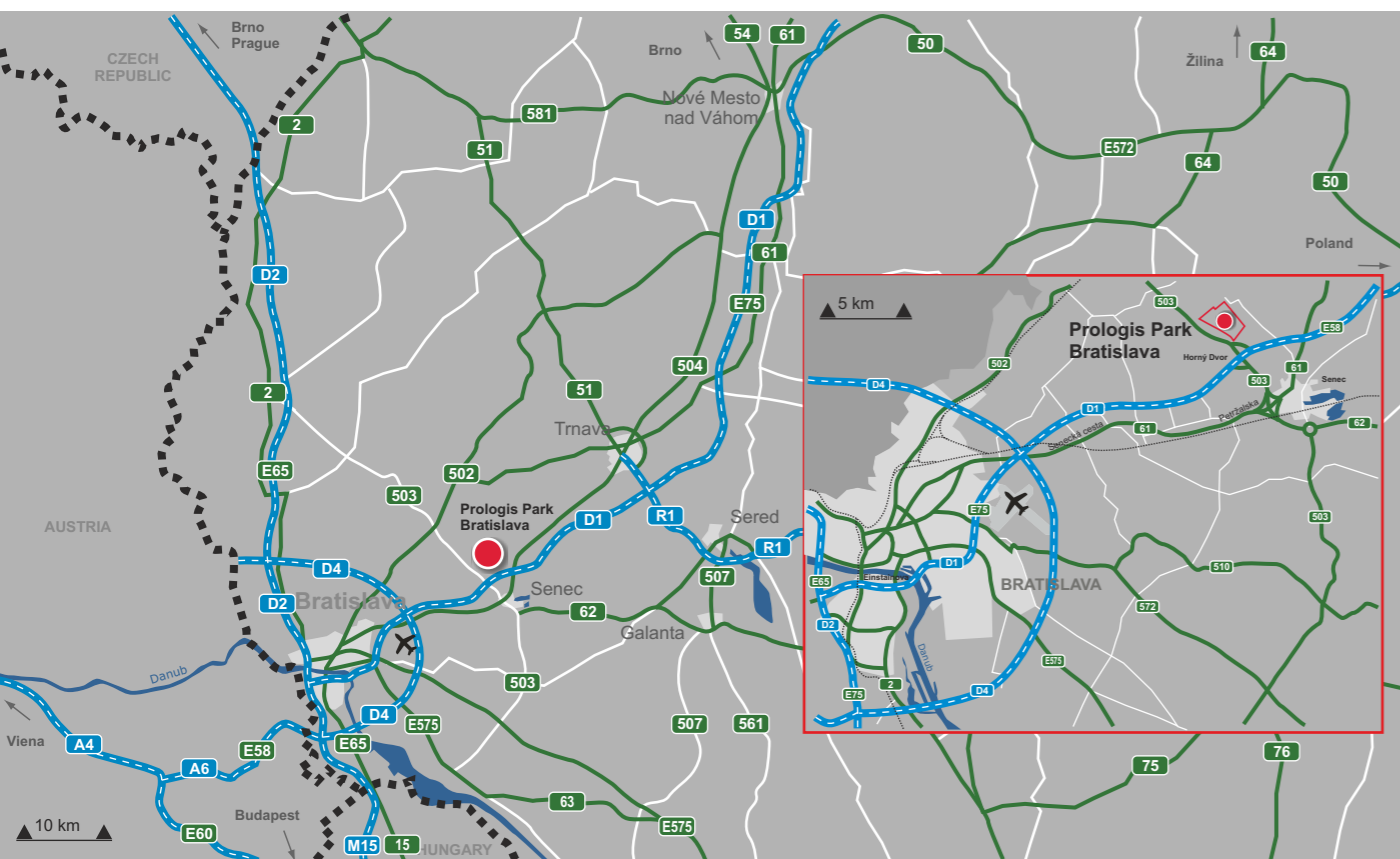 Brno
Prague
CZECH
REPUBLIC
Brno
54
61
50
64
Žilina
2
581
51
Nové Mesto
nad Váhom
E572
64
50
D1
61
Poland
D2
E75
2
51
504
Trnava
E65
502
503
Prologis Park
Bratislava
D1
R1
Sered
R1
AUSTRIA
D4
D2
Bratislava
Senec
62
507
Galanta
Danub
503
D4
E575
507
561
Viena
A4
A6
E58
E65
75
76
63
E575
Budapest
10 km
E60
M15
15
HUNGARY
5 km
503
Prologis Park
Bratislava
E58
Horný Dvor
502
D4
61
503
Senec
D1
Petržalska
Senecká cesta
61
62
E75
503
D1
E65
Einsteinova
BRATISLAVA
510
572
D2
Danub
E575
E75
2
D4